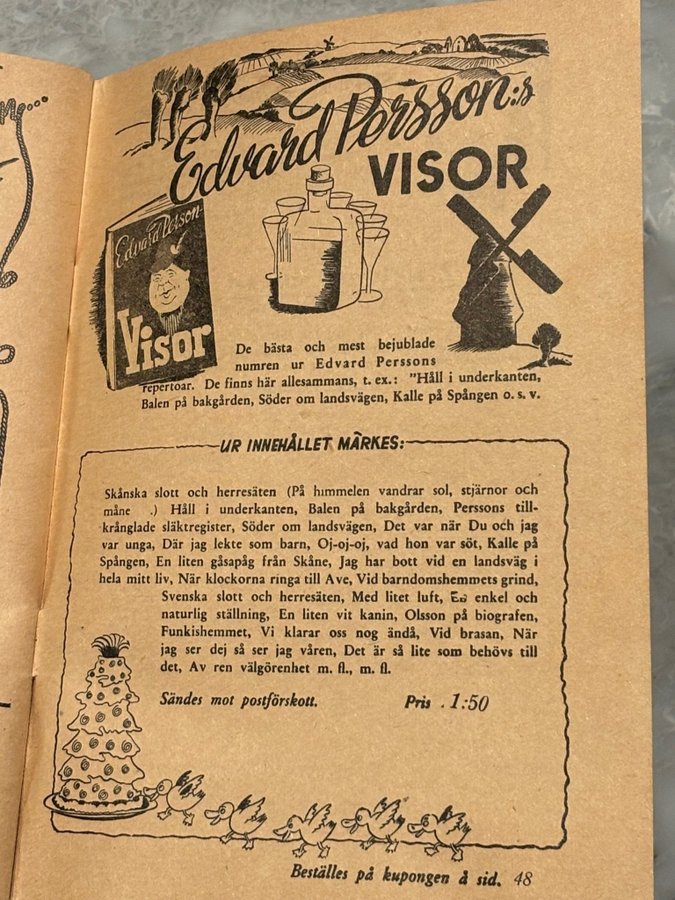 Edvard Persson:s
VISOR
Edvard Persson
Visor
De bästa och mest bejublade
numren ur Edvard Perssons
repertoar. De finns här allesammans, t. ex.: "Håll i underkanten,
Balen på bakgården, Söder om landsvägen, Kalle på Spången o. s. v.
UR INNEHÅLLET MÄRKES:
Skånska slott och herresäten (På himmelen vandrar sol, stjärnor och
måne .) Håll i underkanten, Balen på bakgården, Perssons till-
krånglade släktregister, Söder om landsvägen, Det var när Du och jag
var unga, Där jag lekte som barn, Oj-oj-oj, vad hon var söt, Kalle på
Spången, En liten gåsapåg från Skåne, Jag har bott vid en landsväg i
hela mitt liv, När klockorna ringa till Ave, Vid barndomshemmets grind,
Svenska slott och herresäten, Med litet luft, En enkel och
naturlig ställning, En liten vit kanin, Olsson på biografen,
Funkishemmet, Vi klarar oss nog ändå, Vid brasan, När
jag ser dej så ser jag våren, Det är så lite som behövs till
det, Av ren välgörenhet m. fl., m. fl.
Sändes mot postförskott. Pris . 1:50
Beställes på kupongen å sid. 48